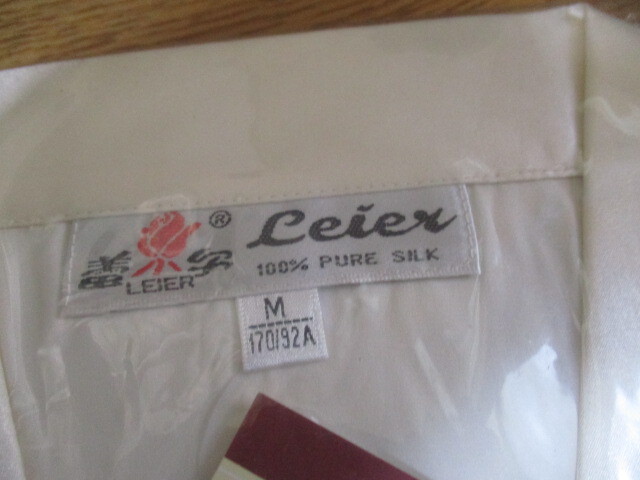 ®
Leier
100% PURE SILK
LEIER
M
170/92A